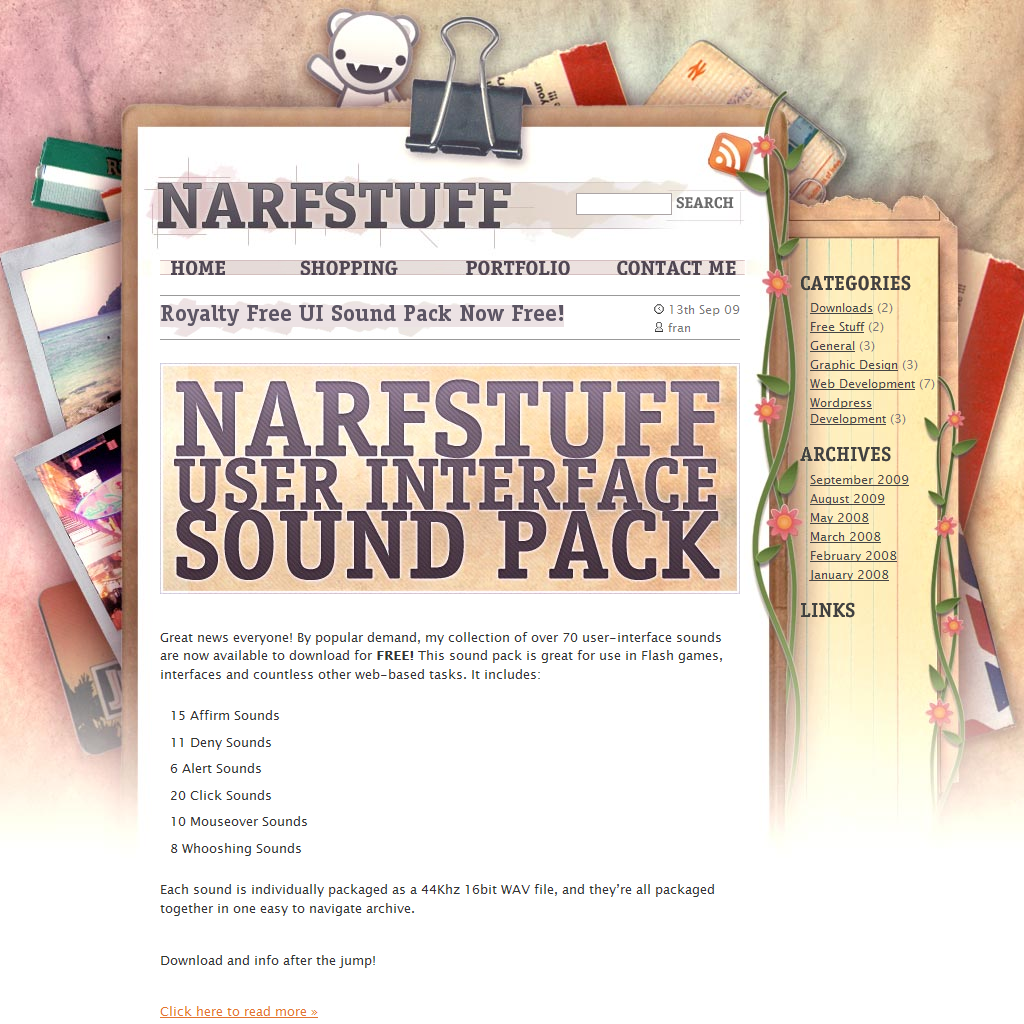 NARFSTUFF
SEARCH
HOME SHOPPING PORTFOLIO CONTACT ME
Royalty Free UI Sound Pack Now Free!
13th Sep 09
fran
NARFSTUFF
USER INTERFACE
SOUND PACK
Great news everyone! By popular demand, my collection of over 70 user-interface sounds
are now available to download for FREE! This sound pack is great for use in Flash games,
interfaces and countless other web-based tasks. It includes:
15 Affirm Sounds
11 Deny Sounds
6 Alert Sounds
20 Click Sounds
10 Mouseover Sounds
8 Whooshing Sounds
Each sound is individually packaged as a 44Khz 16bit WAV file, and they're all packaged
together in one easy to navigate archive.
Download and info after the jump!
Click here to read more »
CATEGORIES
Downloads (2)
Free Stuff (2)
General (3)
Graphic Design (3)
Web Development (7)
Wordpress
Development (3)
ARCHIVES
September 2009
August 2009
May 2008
March 2008
February 2008
January 2008
LINKS